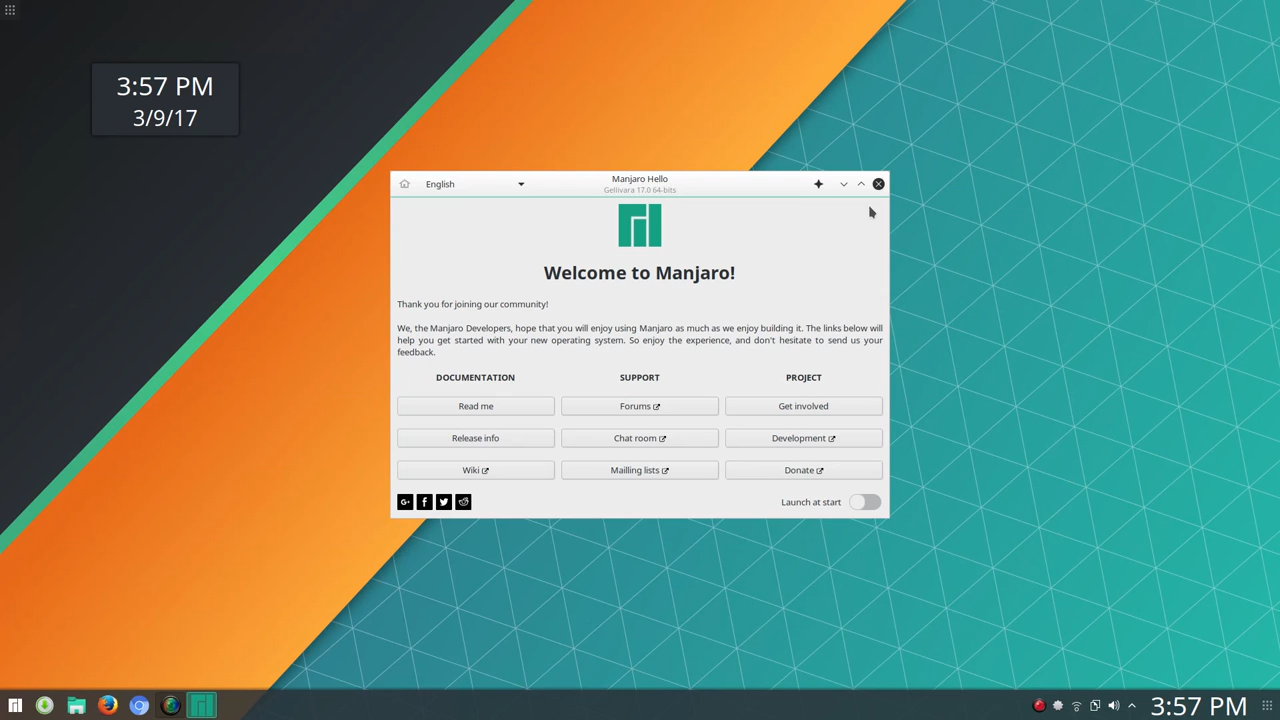 3:57 PM
3/9/17
English
Manjaro Hello
Gellivara 17.0 64-bits
Welcome to Manjaro!
Thank you for joining our community!
We, the Manjaro Developers, hope that you will enjoy using Manjaro as much as we enjoy building it. The links below will
help you get started with your new operating system. So enjoy the experience, and don't hesitate to send us your
feedback.
DOCUMENTATION SUPPORT PROJECT
Read me Forums Get involved
Release info Chat room Development
Wiki Mailling lists Donate
G+ Launch at start
3:57 PM